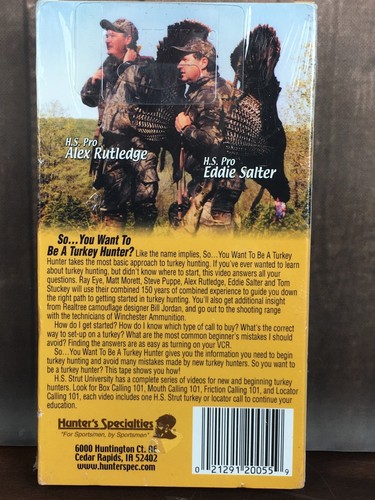 H.S. Pro
Alex Rutledge
H.S. Pro
Eddie Salter
So...You Want To
Be A Turkey Hunter? Like the name implies, So...You Want To Be A Turkey
Hunter takes the most basic approach to turkey hunting. If you've ever wanted to learn
about turkey hunting, but didn't know where to start, this video answers all your
questions. Ray Eye, Matt Morett, Steve Puppe, Alex Rutledge, Eddie Salter and Tom
Stuckey will use their combined 150 years of combined experience to guide you down
the right path to getting started in turkey hunting. You'll also get additional insight
from Realtree camouflage designer Bill Jordan, and go out to the shooting range
with the technicians of Winchester Ammunition.
How do I get started? How do I know which type of call to buy? What's the correct
way to set-up on a turkey? What are the most common beginner's mistakes I should
avoid? Finding the answers are as easy as turning on your VCR.
So...You Want To Be A Turkey Hunter gives you the information you need to begin
turkey hunting and avoid many mistakes made by new turkey hunters. So you want to
be a turkey hunter? This tape shows you how!
H.S. Strut University has a complete series of videos for new and beginning turkey
hunters. Look for Box Calling 101, Mouth Calling 101, Friction Calling 101, and Locator
Calling 101, each video includes one H.S. Strut turkey or locator call to continue your
education.
Hunter's Specialties
"For Sportsmen, by Sportsmen"
6000 Huntington Ct. NE
Cedar Rapids, IA 52402
www.hunterspec.com
0 21291 20055 9